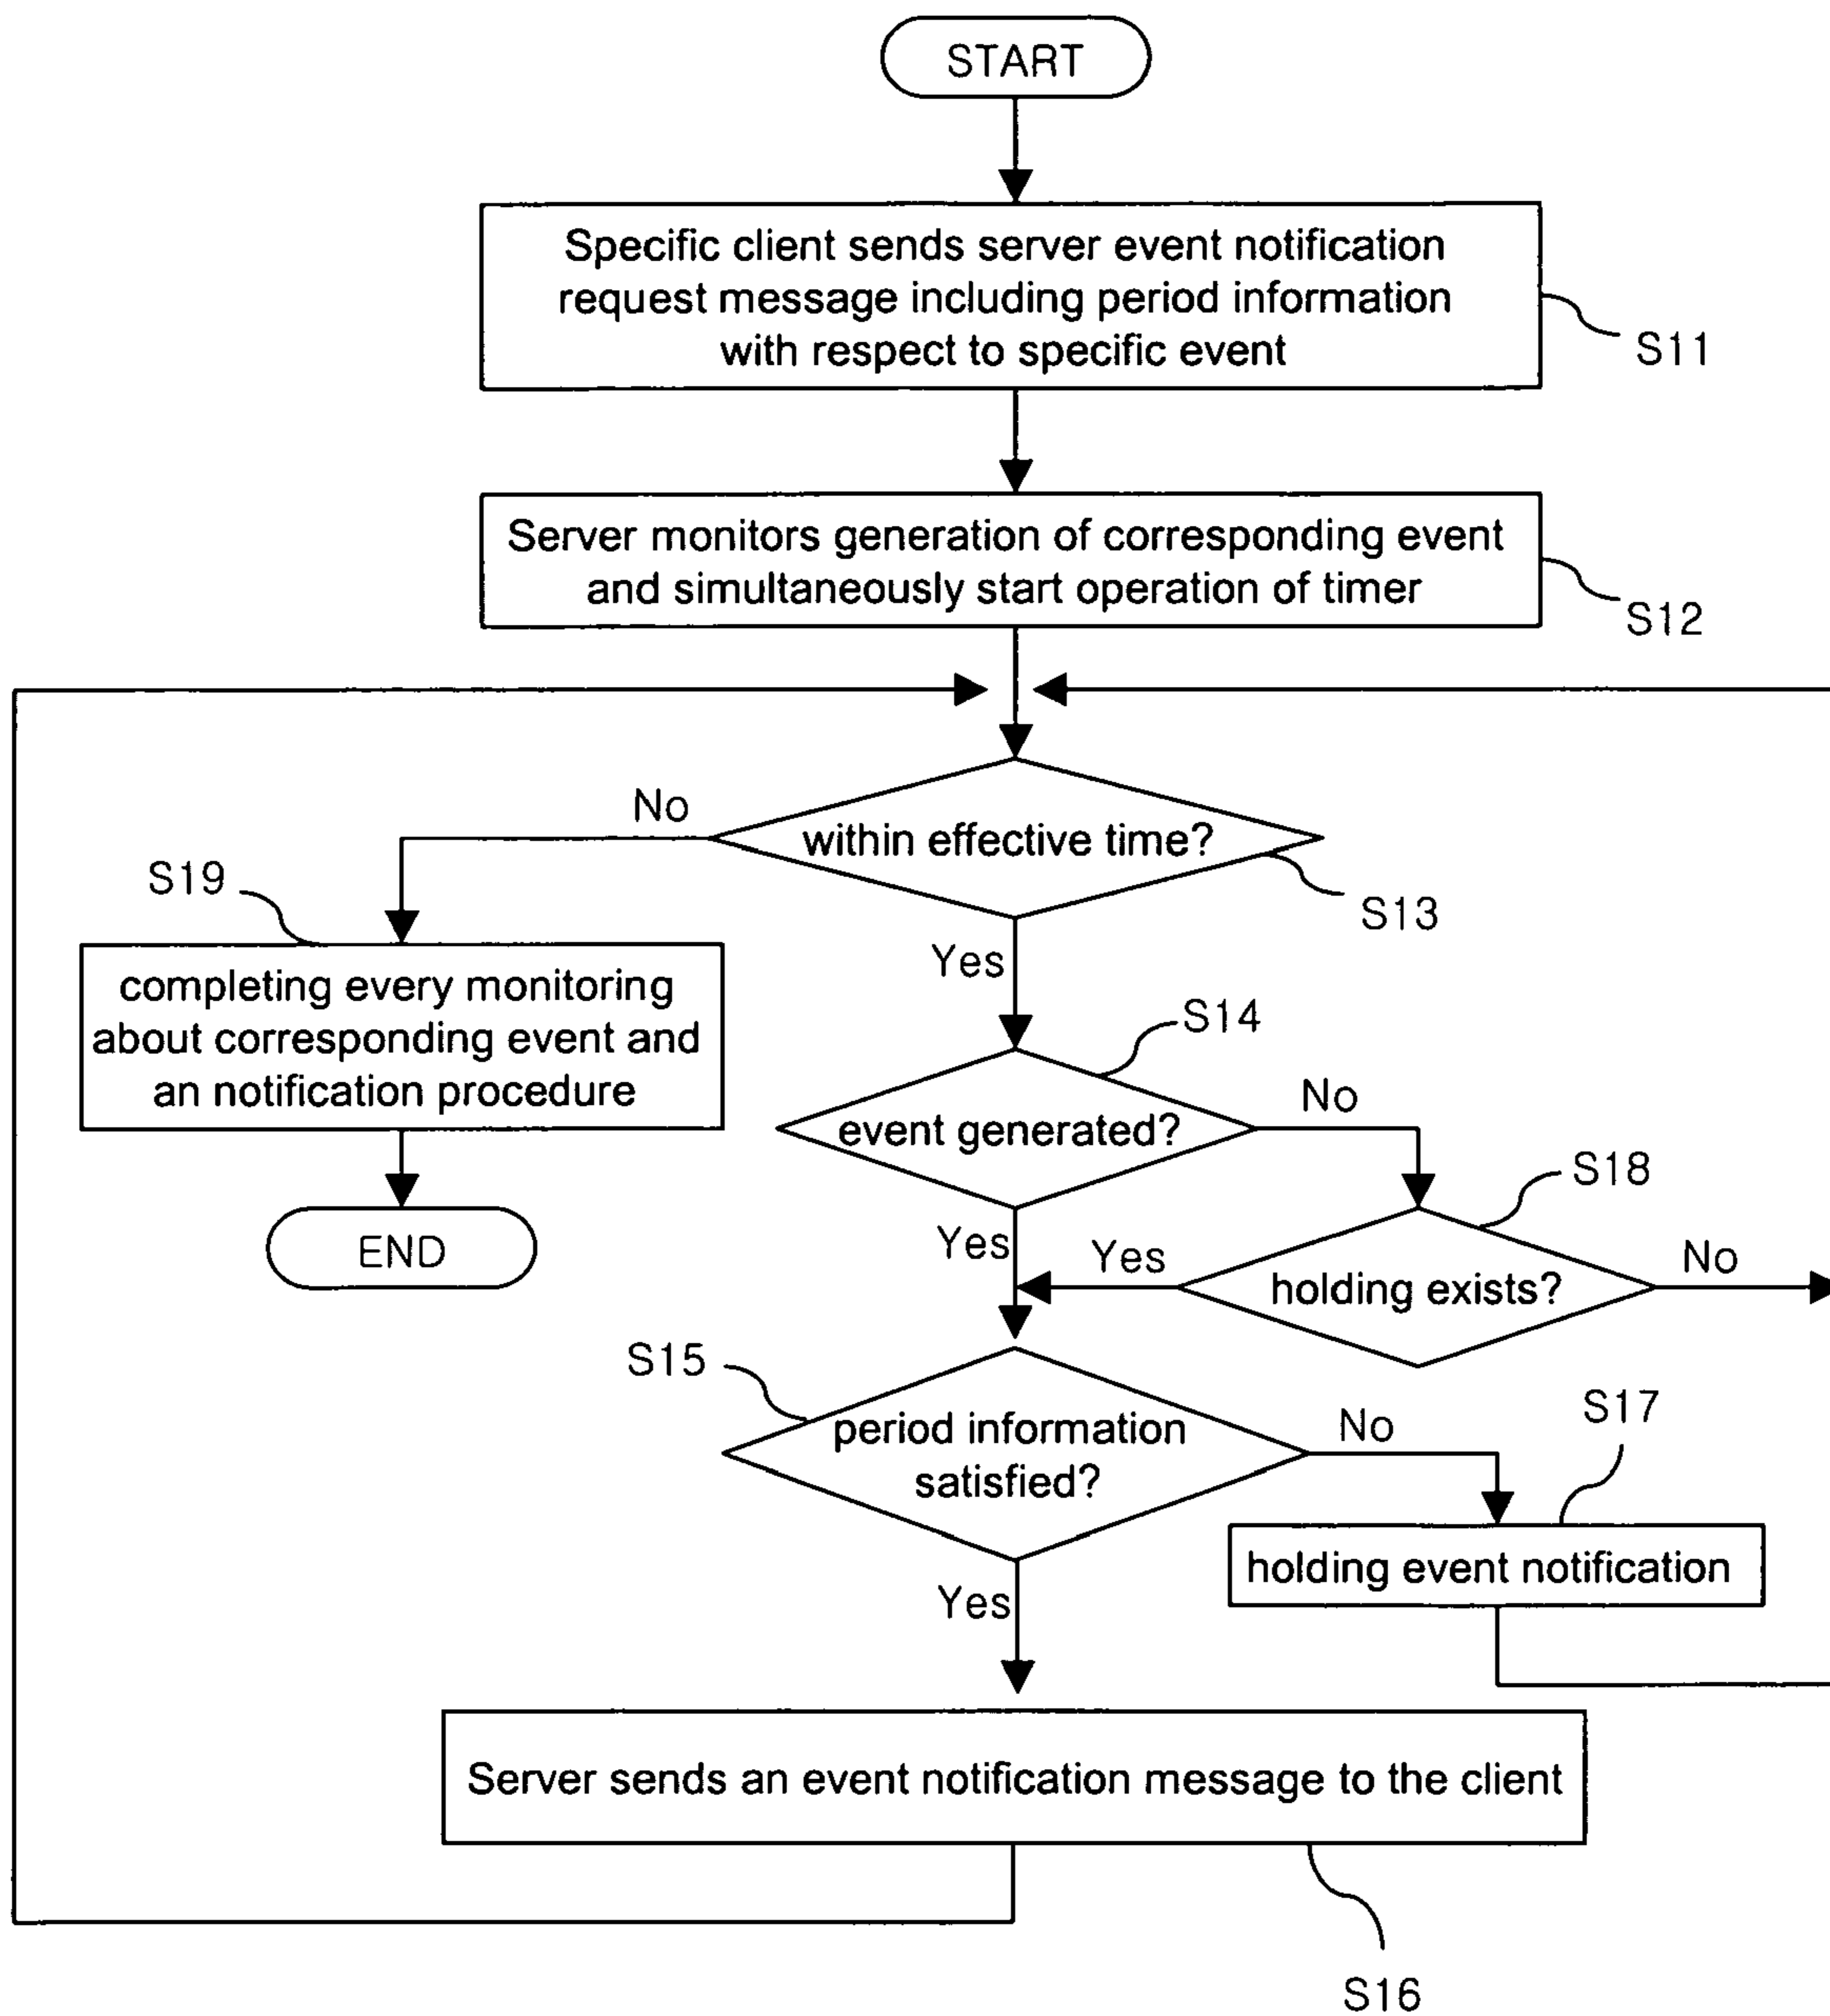 START
Specific client sends server event notification
request message including period information
with respect to specific event
S11
Server monitors generation of corresponding event
and simultaneously start operation of timer
S12
No
within effective time?
S13
S19
completing every monitoring
about corresponding event and
an notification procedure
END
Yes
S14
event generated?
No
S18
Yes
Yes
holding exists?
No
S15
period information
satisfied?
No
S17
holding event notification
Yes
Server sends an event notification message to the client
S16